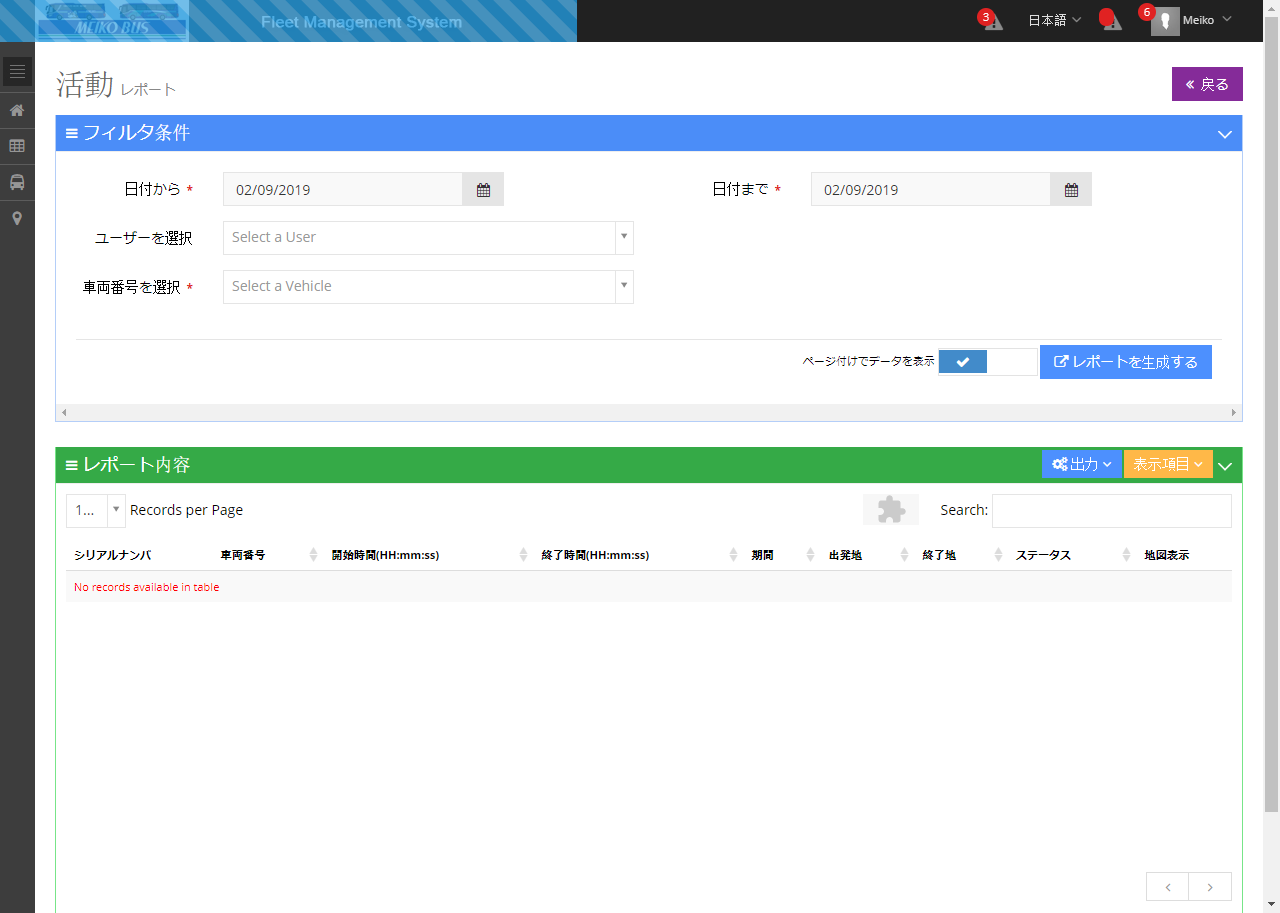 MEIKO BUS
Fleet Management System
3
日本語
6
Meiko
活動 レポート
« 戻る
フィルタ条件
日付から *
02/09/2019
日付まで *
02/09/2019
ユーザーを選択
Select a User
車両番号を選択 *
Select a Vehicle
ページ付けでデータを表示
レポートを生成する
レポート内容
出力
表示項目
1...
Records per Page
Search:
シリアルナンバ 車両番号 開始時間(HH:mm:ss) 終了時間(HH:mm:ss) 期間 出発地 終了地 ステータス 地図表示
No records available in table